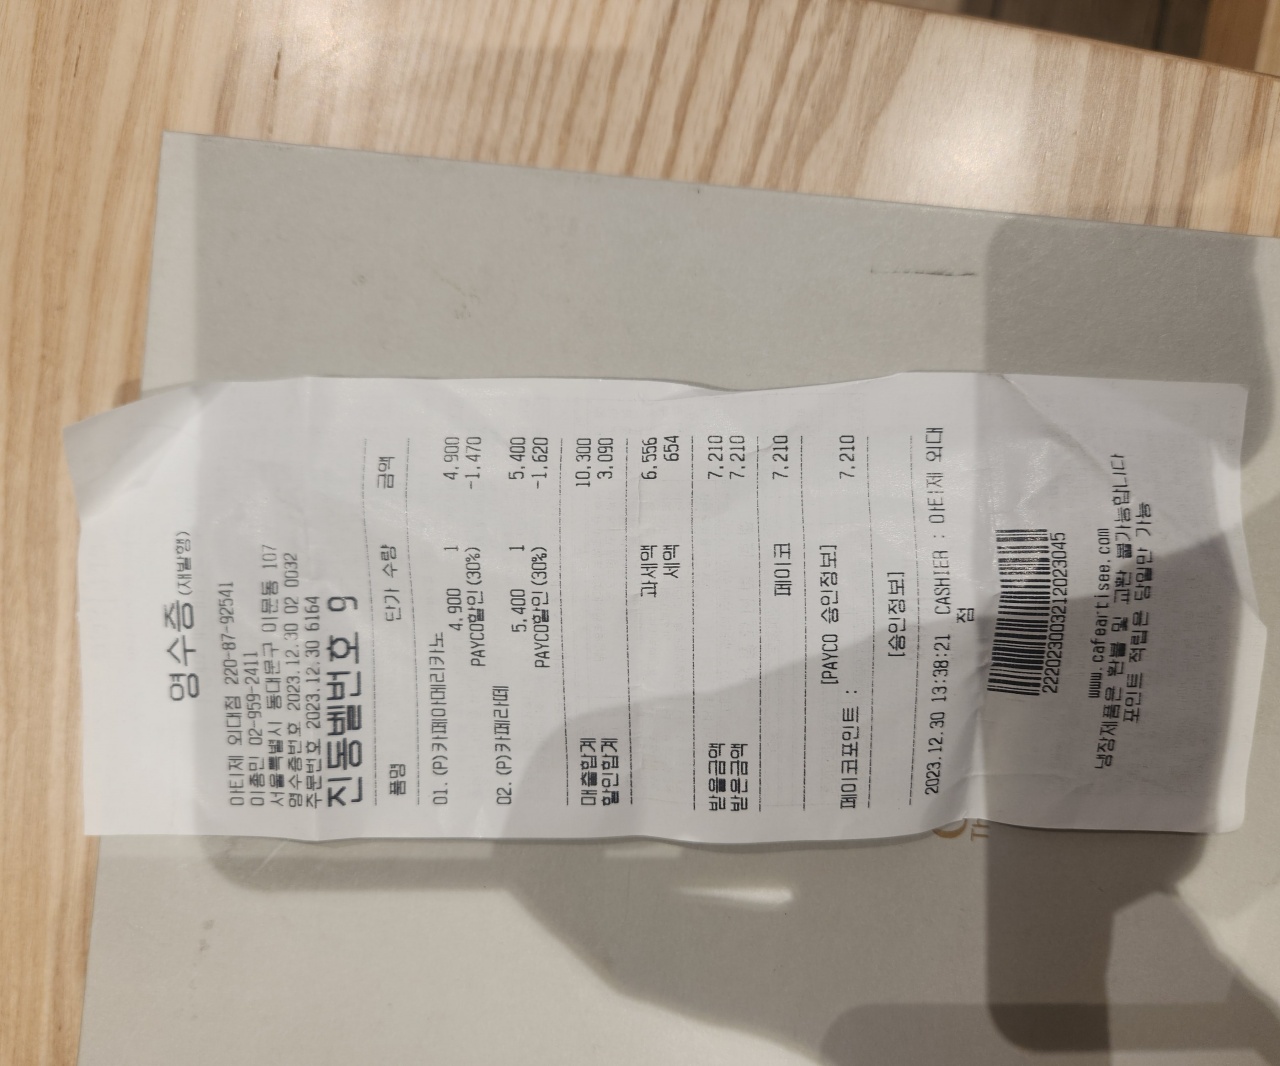 영수증(재발행)
아티제 외대점 220-87-92541
이종민 02-959-2411
서울특별시 동대문구 이문동 107
영수증번호 2023.12.30 02 0032
주문번호 2023.12.30 6164
진동벨번호 9
품명 단가 수량 금액
01. (P)카페아메리카노
4,900 1 4,900
PAYCO할인(30%) -1,470
02. (P)카페라떼
5,400 1 5,400
PAYCO할인(30%) -1,620
매출합계 10,300
할인합계 3,090
과세액 6,556
세액 654
받을금액 7,210
받은금액 7,210
페이코 7,210
[PAYCO 승인정보]
페이코포인트 : 7,210
[승인정보]
2023.12.30 13:38:21 CASHIER : 아티제 외대
점
222023003212023045
www.cafeartisee.com
냉장제품은 환불 및 교환 불가능합니다
포인트 적립은 당일만 가능